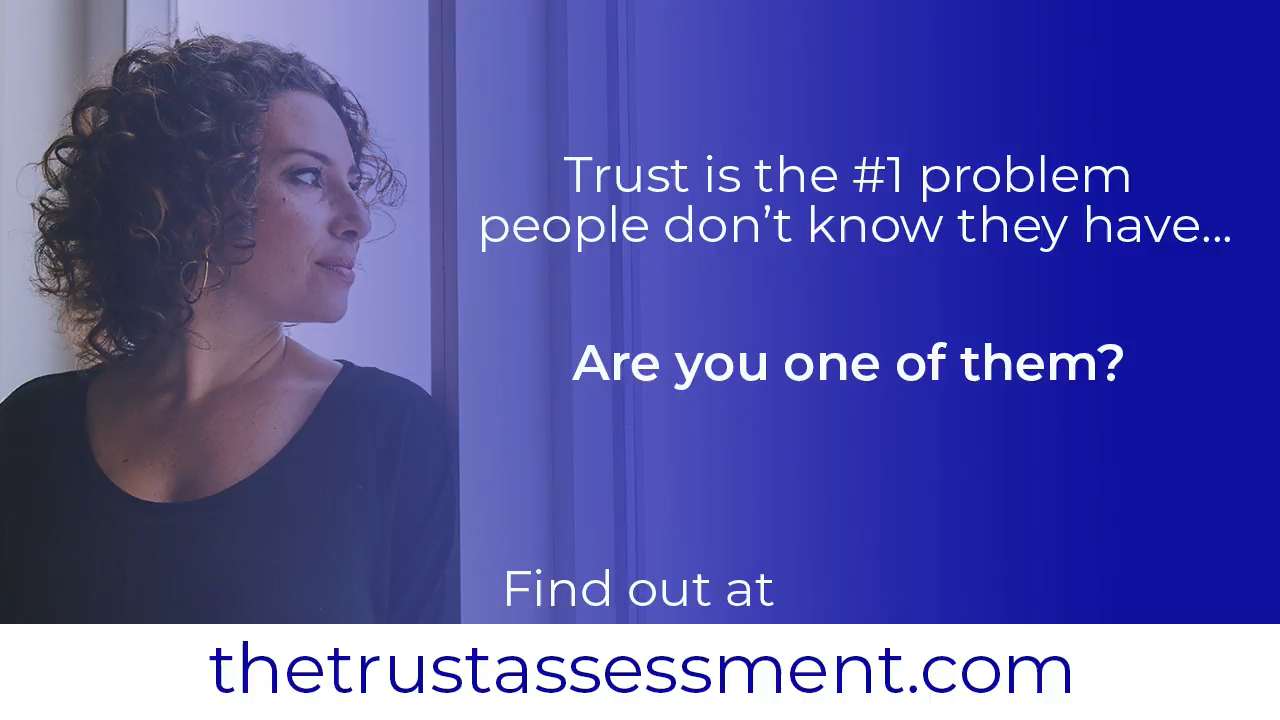 Trust is the #1 problem
people don’t know they have...
Are you one of them?
Find out at
thetrustassessment.com